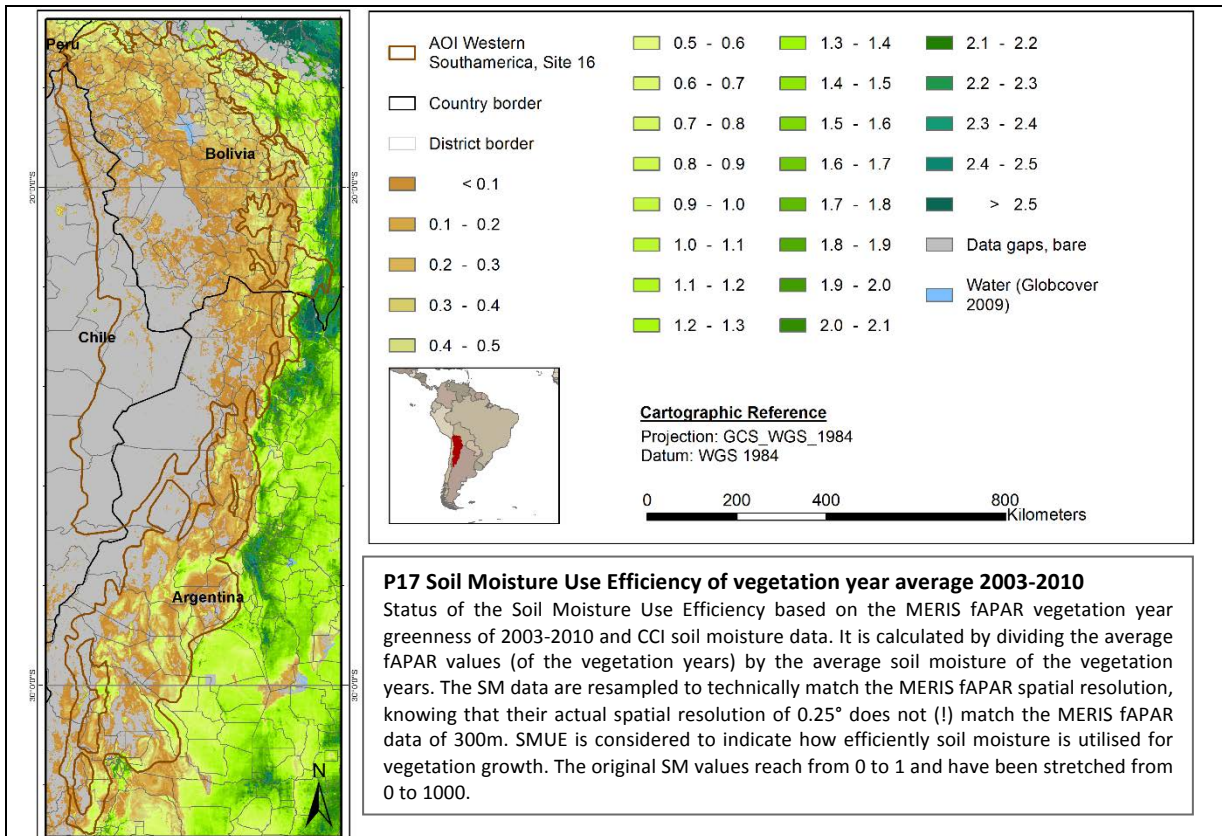 Peru
Bolivia
Chile
Argentina
20°0'0"S
20°0'0"S
30°0'0"S
30°0'0"S
N
AOI Western
Southamerica, Site 16
Country border
District border
< 0.1
0.1 - 0.2
0.2 - 0.3
0.3 - 0.4
0.4 - 0.5
0.5 - 0.6
0.6 - 0.7
0.7 - 0.8
0.8 - 0.9
0.9 - 1.0
1.0 - 1.1
1.1 - 1.2
1.2 - 1.3
1.3 - 1.4
1.4 - 1.5
1.5 - 1.6
1.6 - 1.7
1.7 - 1.8
1.8 - 1.9
1.9 - 2.0
2.0 - 2.1
2.1 - 2.2
2.2 - 2.3
2.3 - 2.4
2.4 - 2.5
> 2.5
Data gaps, bare
Water (Globcover
2009)
Cartographic Reference
Projection: GCS_WGS_1984
Datum: WGS 1984
0 200 400 800
Kilometers
P17 Soil Moisture Use Efficiency of vegetation year average 2003-2010
Status of the Soil Moisture Use Efficiency based on the MERIS fAPAR vegetation year
greenness of 2003-2010 and CCI soil moisture data. It is calculated by dividing the average
fAPAR values (of the vegetation years) by the average soil moisture of the vegetation
years. The SM data are resampled to technically match the MERIS fAPAR spatial resolution,
knowing that their actual spatial resolution of 0.25° does not (!) match the MERIS fAPAR
data of 300m. SMUE is considered to indicate how efficiently soil moisture is utilised for
vegetation growth. The original SM values reach from 0 to 1 and have been stretched from
0 to 1000.